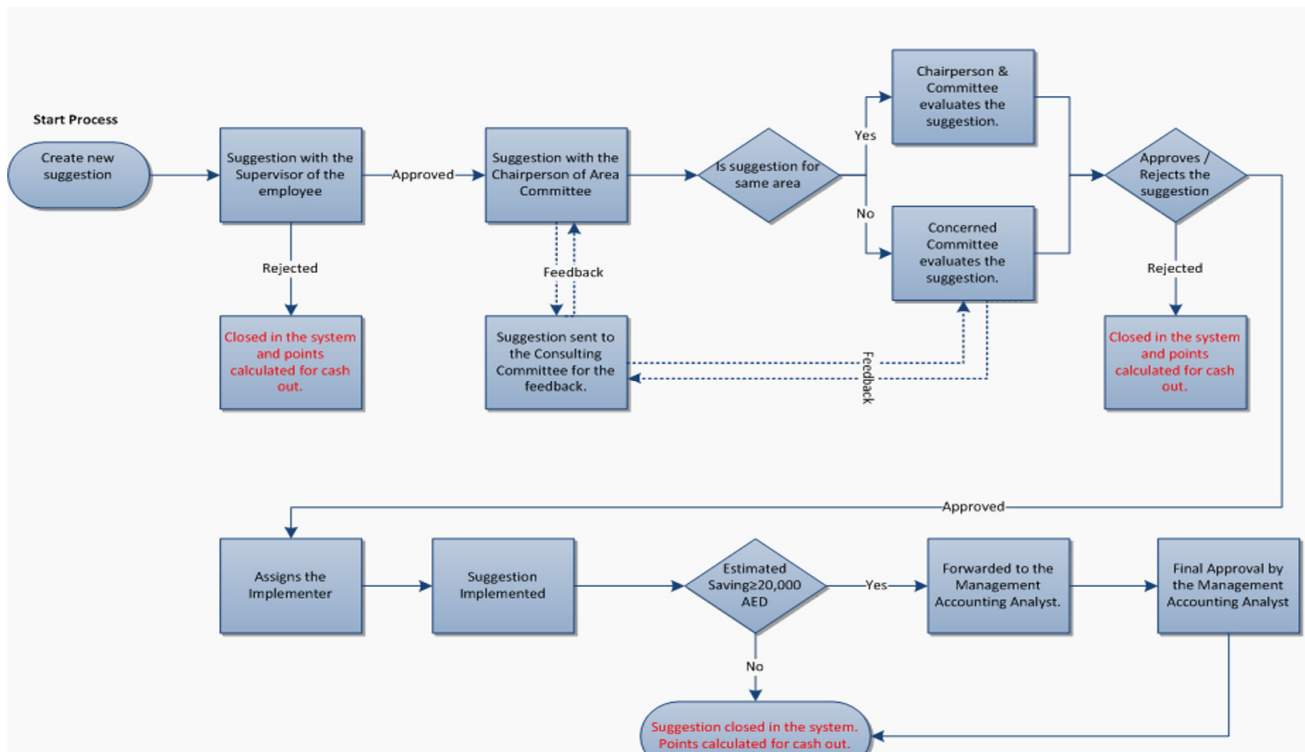 Start Process
Create new
suggestion
Suggestion with the
Supervisor of the
employee
Approved
Suggestion with the
Chairperson of Area
Committee
Is suggestion for
same area
Yes
No
Chairperson &
Committee
evaluates the
suggestion.
Concerned
Committee
evaluates the
suggestion.
Approves /
Rejects the
suggestion
Rejected
Closed in the system
and points
calculated for cash
out.
Feedback
Suggestion sent to
the Consulting
Committee for the
feedback.
Feedback
Feedback
Rejected
Closed in the system
and points
calculated for cash
out.
Approved
Assigns the
Implementer
Suggestion
Implemented
Estimated
Saving≥20,000
AED
Yes
Forwarded to the
Management
Accounting Analyst.
Final Approval by
the Management
Accounting Analyst
No
Suggestion closed in the system.
Points calculated for cash out.